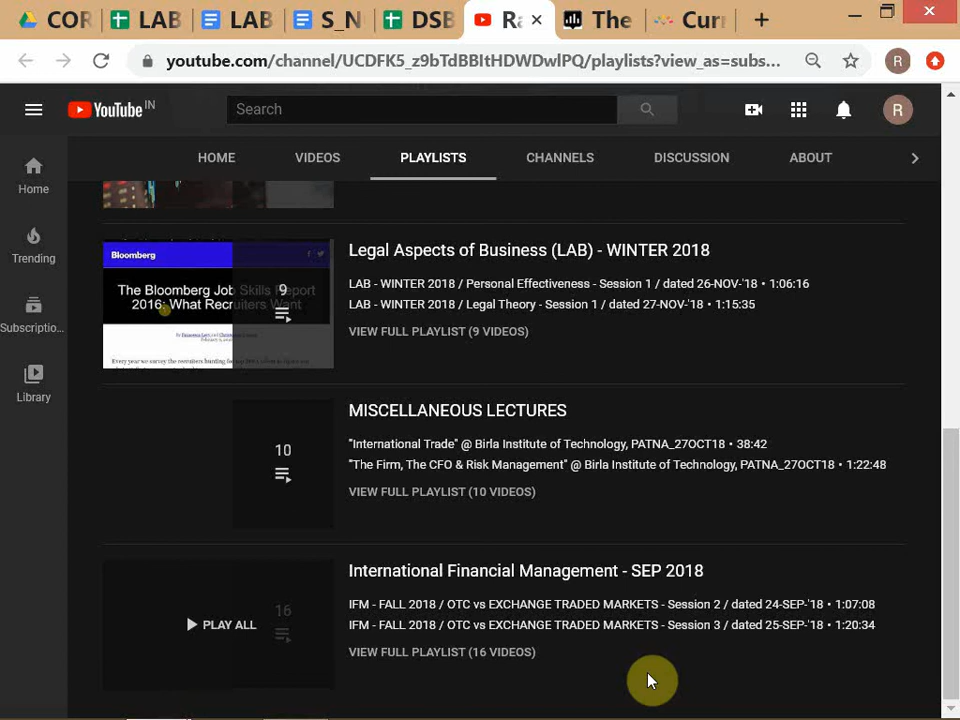 COR
LAB
LAB
S_N
DSB
Ra
The
Curr
youtube.com/channel/UCDFK5_z9bTdBBItHDWDwlPQ/playlists?view_as=subs...
R
YouTube IN
Search
R
HOME
VIDEOS
PLAYLISTS
CHANNELS
DISCUSSION
ABOUT
Home
Trending
Subscriptio...
Library
Bloomberg
The Bloomberg Job Skills Report
2016: What Recruiters Want
Every year we survey the recruiters hunting for
9
Legal Aspects of Business (LAB) - WINTER 2018
LAB - WINTER 2018 / Personal Effectiveness - Session 1 / dated 26-NOV-'18 • 1:06:16
LAB - WINTER 2018 / Legal Theory - Session 1 / dated 27-NOV-'18 • 1:15:35
VIEW FULL PLAYLIST (9 VIDEOS)
10
MISCELLANEOUS LECTURES
"International Trade" @ Birla Institute of Technology, PATNA_27OCT18 • 38:42
"The Firm, The CFO & Risk Management" @ Birla Institute of Technology, PATNA_27OCT18 • 1:22:48
VIEW FULL PLAYLIST (10 VIDEOS)
16
PLAY ALL
International Financial Management - SEP 2018
IFM - FALL 2018 / OTC vs EXCHANGE TRADED MARKETS - Session 2 / dated 24-SEP-'18 • 1:07:08
IFM - FALL 2018 / OTC vs EXCHANGE TRADED MARKETS - Session 3 / dated 25-SEP-'18 • 1:20:34
VIEW FULL PLAYLIST (16 VIDEOS)